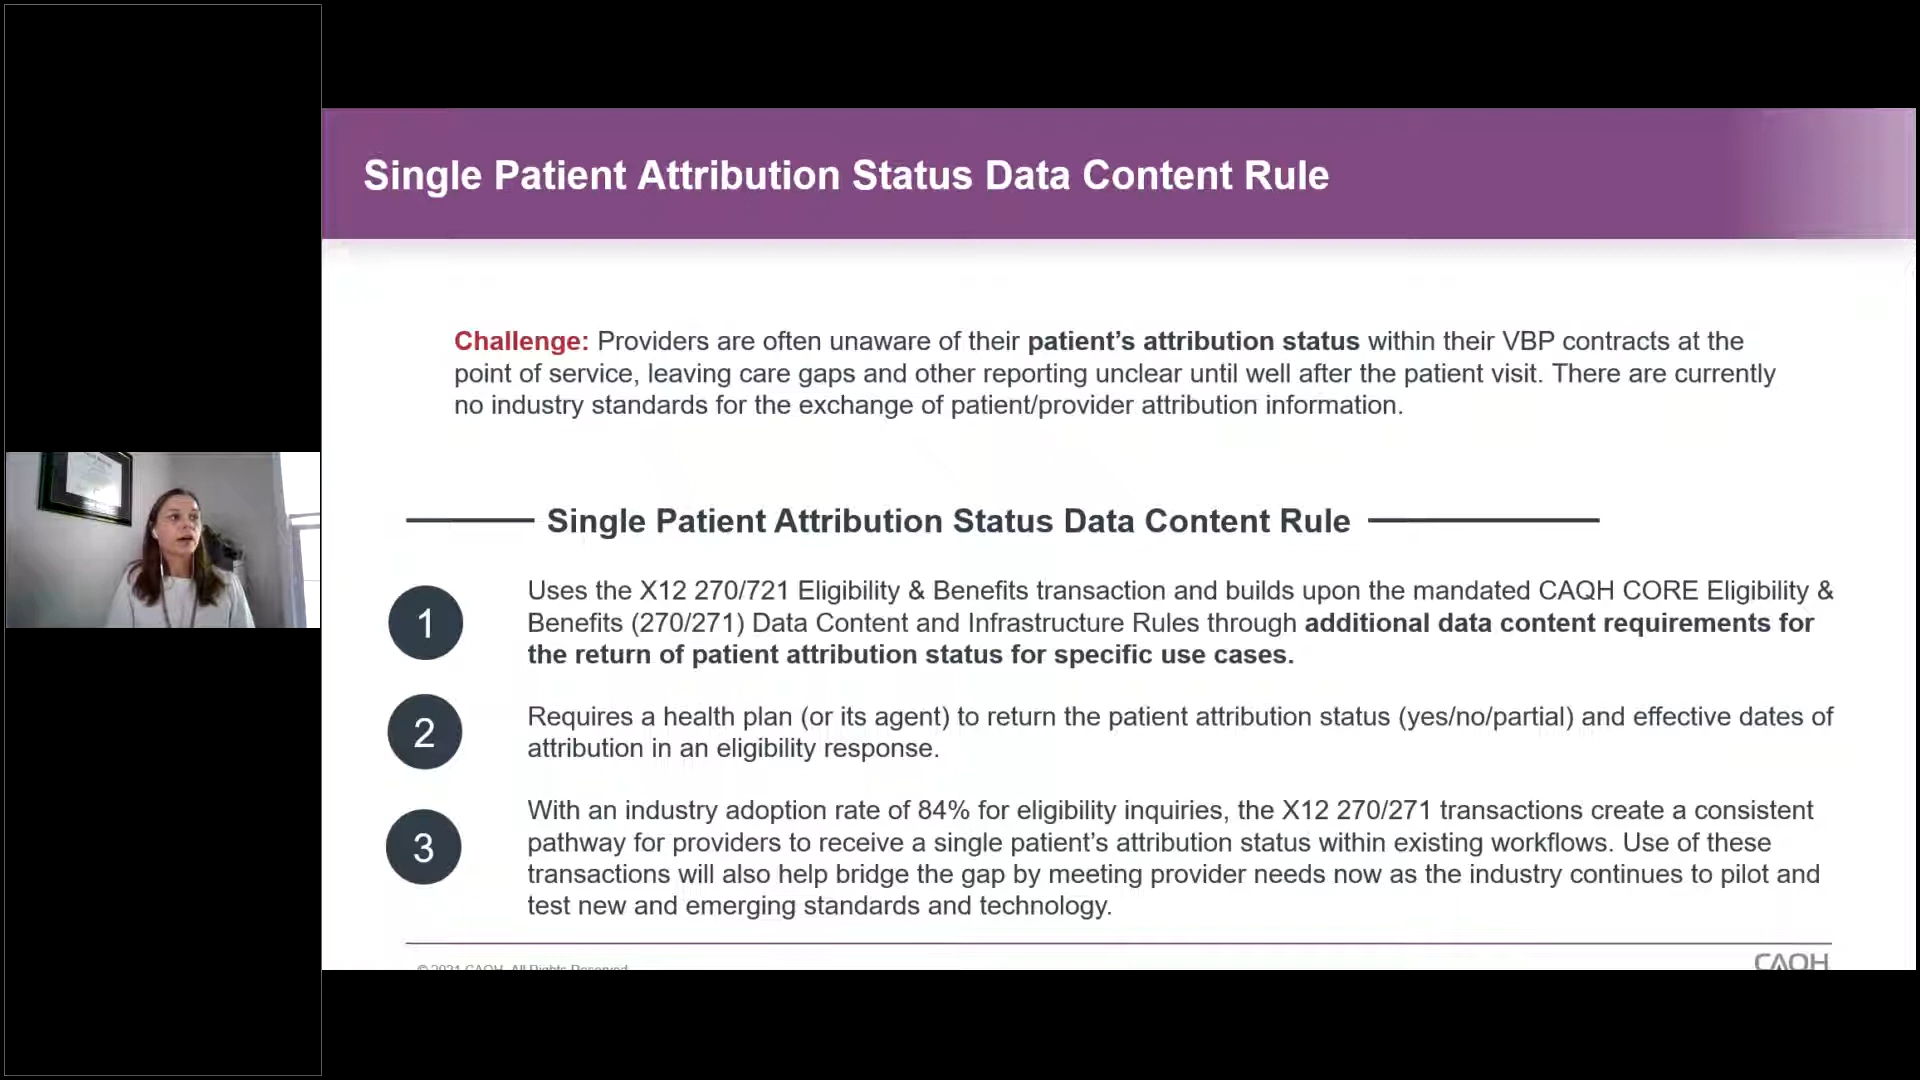 Single Patient Attribution Status Data Content Rule
Challenge: Providers are often unaware of their patient’s attribution status within their VBP contracts at the
point of service, leaving care gaps and other reporting unclear until well after the patient visit. There are currently
no industry standards for the exchange of patient/provider attribution information.
Single Patient Attribution Status Data Content Rule
1
Uses the X12 270/721 Eligibility & Benefits transaction and builds upon the mandated CAQH CORE Eligibility &
Benefits (270/271) Data Content and Infrastructure Rules through additional data content requirements for
the return of patient attribution status for specific use cases.
2
Requires a health plan (or its agent) to return the patient attribution status (yes/no/partial) and effective dates of
attribution in an eligibility response.
3
With an industry adoption rate of 84% for eligibility inquiries, the X12 270/271 transactions create a consistent
pathway for providers to receive a single patient’s attribution status within existing workflows. Use of these
transactions will also help bridge the gap by meeting provider needs now as the industry continues to pilot and
test new and emerging standards and technology.
© 2021 CAQH, All Rights Reserved.
CAQH